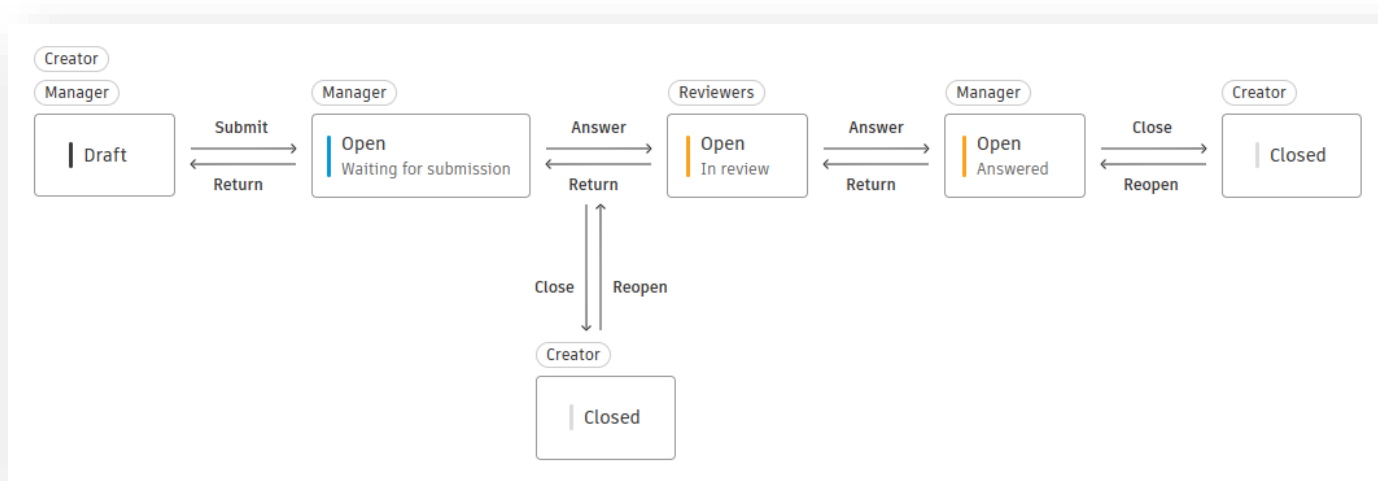 Creator
Manager
Draft
Submit
Return
Manager
Open
Waiting for submission
Answer
Return
Reviewers
Open
In review
Answer
Return
Manager
Open
Answered
Close
Reopen
Creator
Closed
Close
Reopen
Creator
Closed